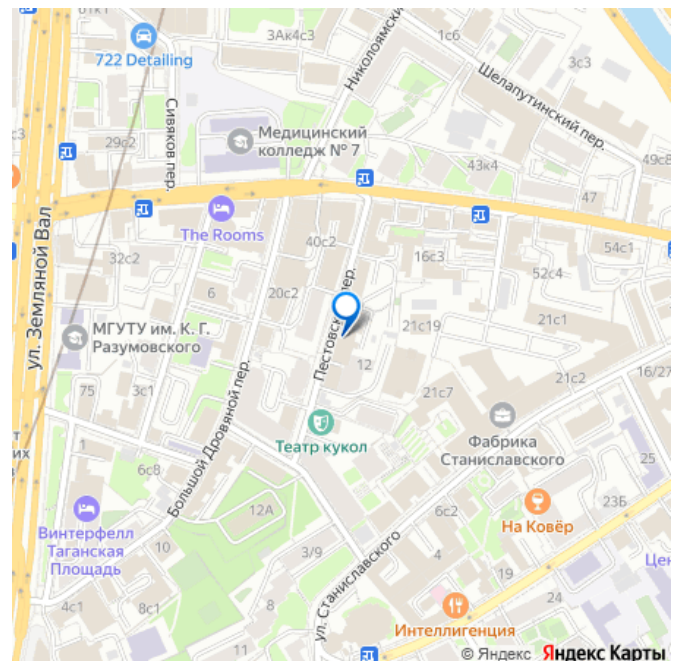 3Ак4с3
1с6
722 Detailing
Николоямский
3с3
Шелапутинский пер.
Сивяков пер.
29с2
Медицинский
колледж № 7
43к4
49с8
47
The Rooms
40с2
54с1
32с2
16с3
52с4
ул. Земляной Вал
6
20с2
Пестовский пер.
21с19
21с1
МГУТУ им. К. Г.
Разумовского
12
75
3с1
21с7
21с2
16/27
Большой Дровяной пер.
Театр кукол
Фабрика
Станиславского
1
25
6с8
12А
6с2
23Б
На Ковёр
Винтерфелл
Таганская
Площадь
10
3/9
4
19
Цен
ул. Станиславского
24
4с1
8с1
8
Интеллигенция
© Яндекс Яндекс Карты